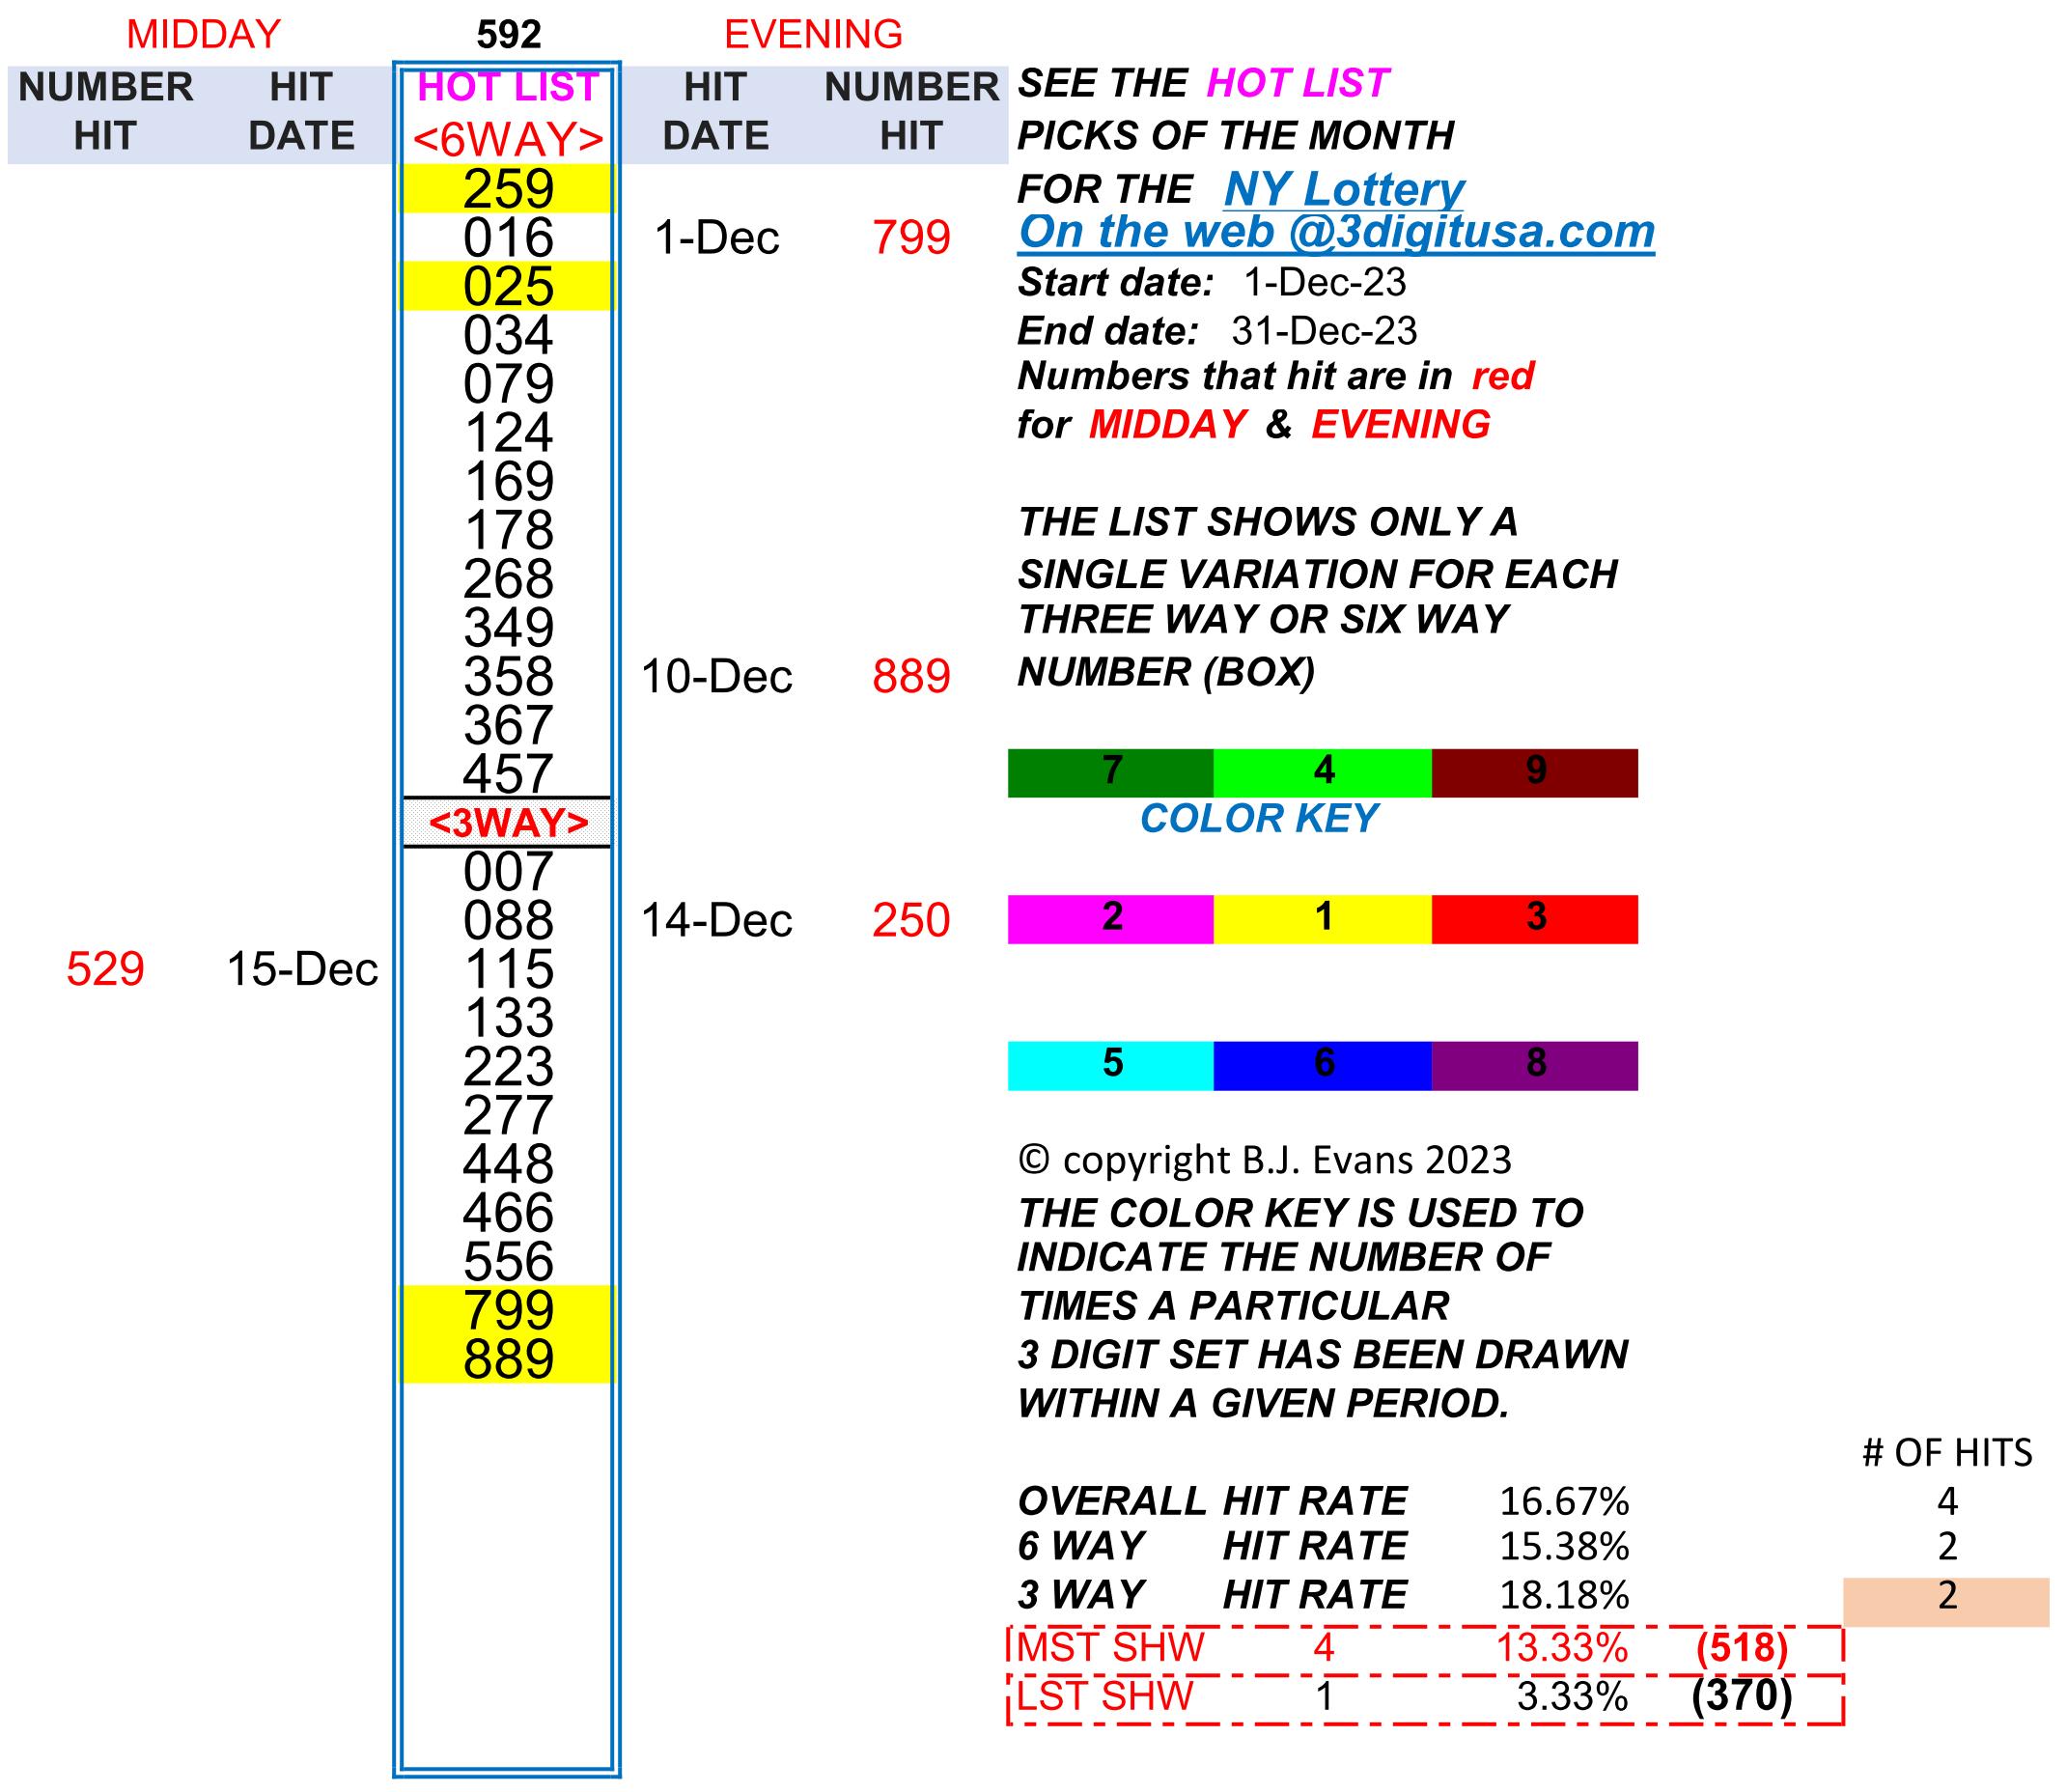 MIDDAY 592 EVENING
NUMBER HIT HOT LIST HIT NUMBER SEE THE HOT LIST
HIT DATE <6WAY> DATE HIT PICKS OF THE MONTH
259 FOR THE NY Lottery
016 1-Dec 799 On the web @3digitusa.com
025 Start date: 1-Dec-23
034 End date: 31-Dec-23
079 Numbers that hit are in red
124 for MIDDAY & EVENING
169
178 THE LIST SHOWS ONLY A
268 SINGLE VARIATION FOR EACH
349 THREE WAY OR SIX WAY
358 10-Dec 889 NUMBER (BOX)
367
457 7 4 9
<3WAY> COLOR KEY
007
088 14-Dec 250 2 1 3
529 15-Dec 115
133
223 5 6 8
277
448 © copyright B.J. Evans 2023
466 THE COLOR KEY IS USED TO
556 INDICATE THE NUMBER OF
799 TIMES A PARTICULAR
889 3 DIGIT SET HAS BEEN DRAWN
WITHIN A GIVEN PERIOD.
# OF HITS
OVERALL HIT RATE 16.67% 4
6 WAY HIT RATE 15.38% 2
3 WAY HIT RATE 18.18% 2
MST SHW 4 13.33% (518)
LST SHW 1 3.33% (370)